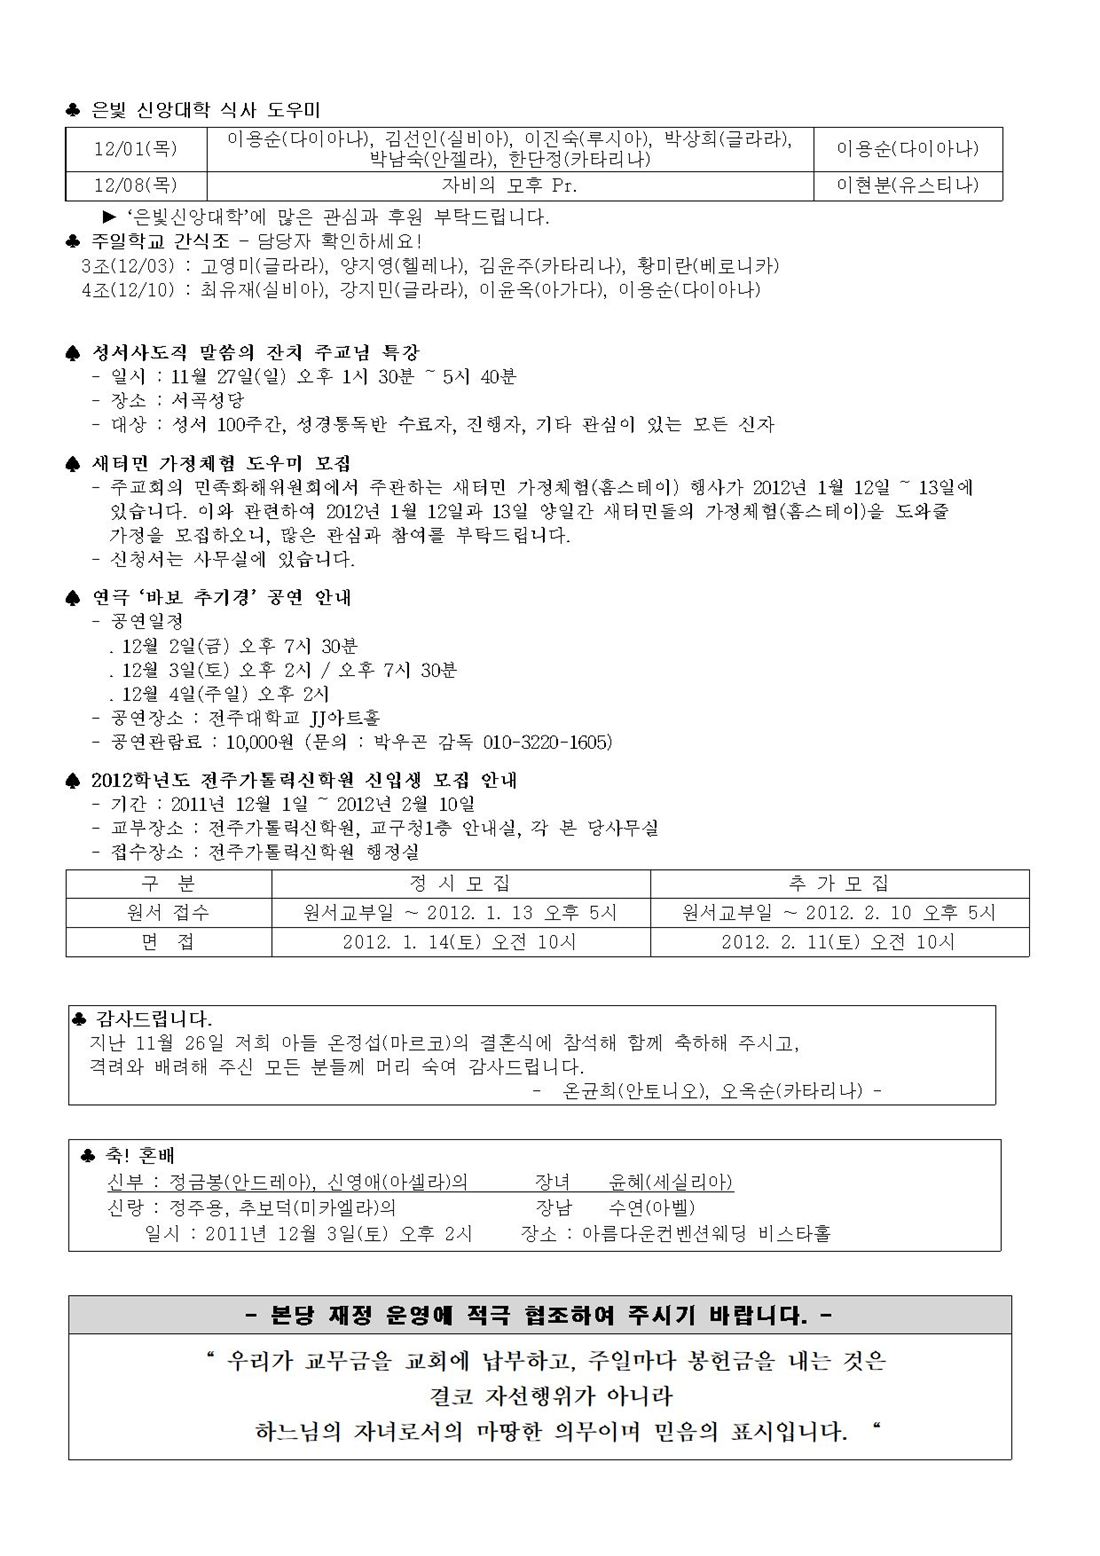 ♣ 은빛 신앙대학 식사 도우미
12/01(목) 이용순(다이아나), 김선인(실비아), 이진숙(루시아), 박상희(글라라), 박남숙(안젤라), 한단정(카타리나) 이용순(다이아나)
12/08(목) 자비의 모후 Pr. 이현분(유스티나)
▶ ‘은빛신앙대학’에 많은 관심과 후원 부탁드립니다.
♣ 주일학교 간식조 - 담당자 확인하세요!
3조(12/03) : 고영미(글라라), 양지영(헬레나), 김윤주(카타리나), 황미란(베로니카)
4조(12/10) : 최유재(실비아), 강지민(글라라), 이윤옥(아가다), 이용순(다이아나)
♠ 성서사도직 말씀의 잔치 주교님 특강
- 일시 : 11월 27일(일) 오후 1시 30분 ~ 5시 40분
- 장소 : 서곡성당
- 대상 : 성서 100주간, 성경통독반 수료자, 진행자, 기타 관심이 있는 모든 신자
♠ 새터민 가정체험 도우미 모집
- 주교회의 민족화해위원회에서 주관하는 새터민 가정체험(홈스테이) 행사가 2012년 1월 12일 ~ 13일에
있습니다. 이와 관련하여 2012년 1월 12일과 13일 양일간 새터민들의 가정체험(홈스테이)을 도와줄
가정을 모집하오니, 많은 관심과 참여를 부탁드립니다.
- 신청서는 사무실에 있습니다.
♠ 연극 ‘바보 추기경’ 공연 안내
- 공연일정
. 12월 2일(금) 오후 7시 30분
. 12월 3일(토) 오후 2시 / 오후 7시 30분
. 12월 4일(주일) 오후 2시
- 공연장소 : 전주대학교 JJ아트홀
- 공연관람료 : 10,000원 (문의 : 박우곤 감독 010-3220-1605)
♠ 2012학년도 전주가톨릭신학원 신입생 모집 안내
- 기간 : 2011년 12월 1일 ~ 2012년 2월 10일
- 교부장소 : 전주가톨릭신학원, 교구청1층 안내실, 각 본 당사무실
- 접수장소 : 전주가톨릭신학원 행정실
구 분 정 시 모 집 추 가 모 집
원서 접수 원서교부일 ~ 2012. 1. 13 오후 5시 원서교부일 ~ 2012. 2. 10 오후 5시
면 접 2012. 1. 14(토) 오전 10시 2012. 2. 11(토) 오전 10시
♣ 감사드립니다.
지난 11월 26일 저희 아들 온정섭(마르코)의 결혼식에 참석해 함께 축하해 주시고,
격려와 배려해 주신 모든 분들께 머리 숙여 감사드립니다.
- 온균희(안토니오), 오옥순(카타리나) -
♣ 축! 혼배
신부 : 정금봉(안드레아), 신영애(아셀라)의 장녀 윤혜(세실리아)
신랑 : 정주용, 추보덕(미카엘라)의 장남 수연(아벨)
일시 : 2011년 12월 3일(토) 오후 2시 장소 : 아름다운컨벤션웨딩 비스타홀
- 본당 재정 운영에 적극 협조하여 주시기 바랍니다. -
“ 우리가 교무금을 교회에 납부하고, 주일마다 봉헌금을 내는 것은
결코 자선행위가 아니라
하느님의 자녀로서의 마땅한 의무이며 믿음의 표시입니다. “